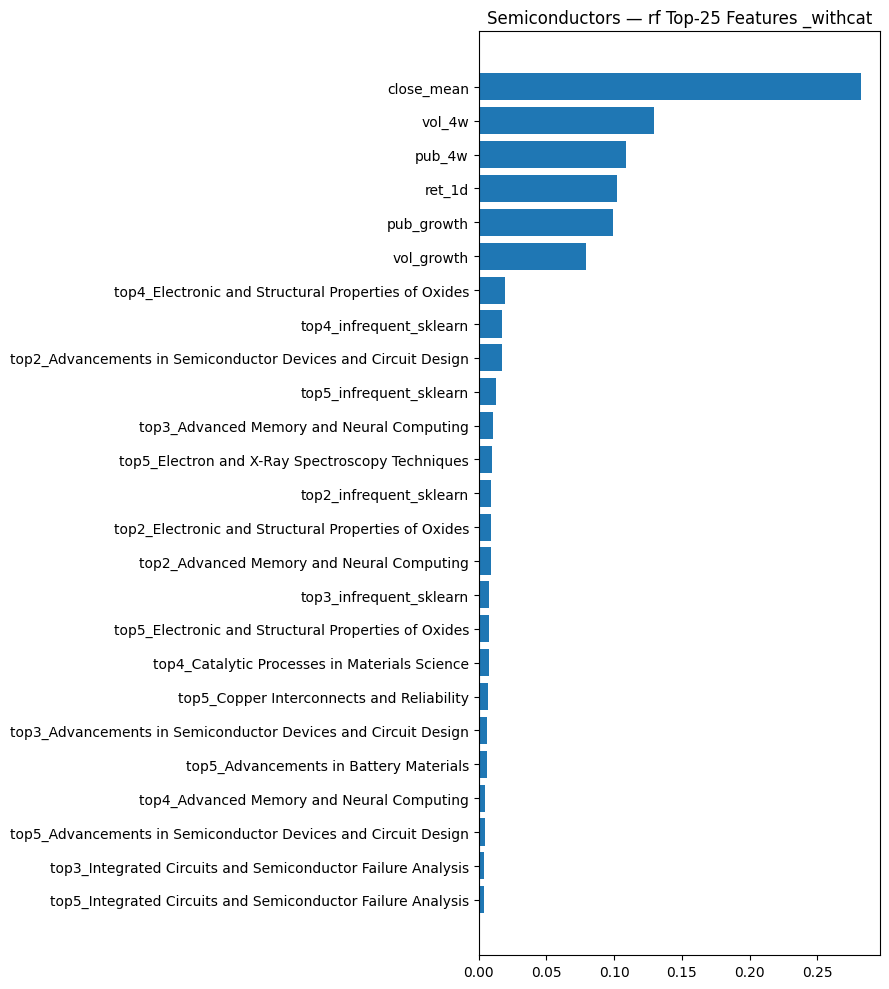 Semiconductors — rf Top-25 Features _withcat
close_mean
vol_4w
pub_4w
ret_1d
pub_growth
vol_growth
top4_Electronic and Structural Properties of Oxides
top4_infrequent_sklearn
top2_Advancements in Semiconductor Devices and Circuit Design
top5_infrequent_sklearn
top3_Advanced Memory and Neural Computing
top5_Electron and X-Ray Spectroscopy Techniques
top2_infrequent_sklearn
top2_Electronic and Structural Properties of Oxides
top2_Advanced Memory and Neural Computing
top3_infrequent_sklearn
top5_Electronic and Structural Properties of Oxides
top4_Catalytic Processes in Materials Science
top5_Copper Interconnects and Reliability
top3_Advancements in Semiconductor Devices and Circuit Design
top5_Advancements in Battery Materials
top4_Advanced Memory and Neural Computing
top5_Advancements in Semiconductor Devices and Circuit Design
top3_Integrated Circuits and Semiconductor Failure Analysis
top5_Integrated Circuits and Semiconductor Failure Analysis
0.00 0.05 0.10 0.15 0.20 0.25